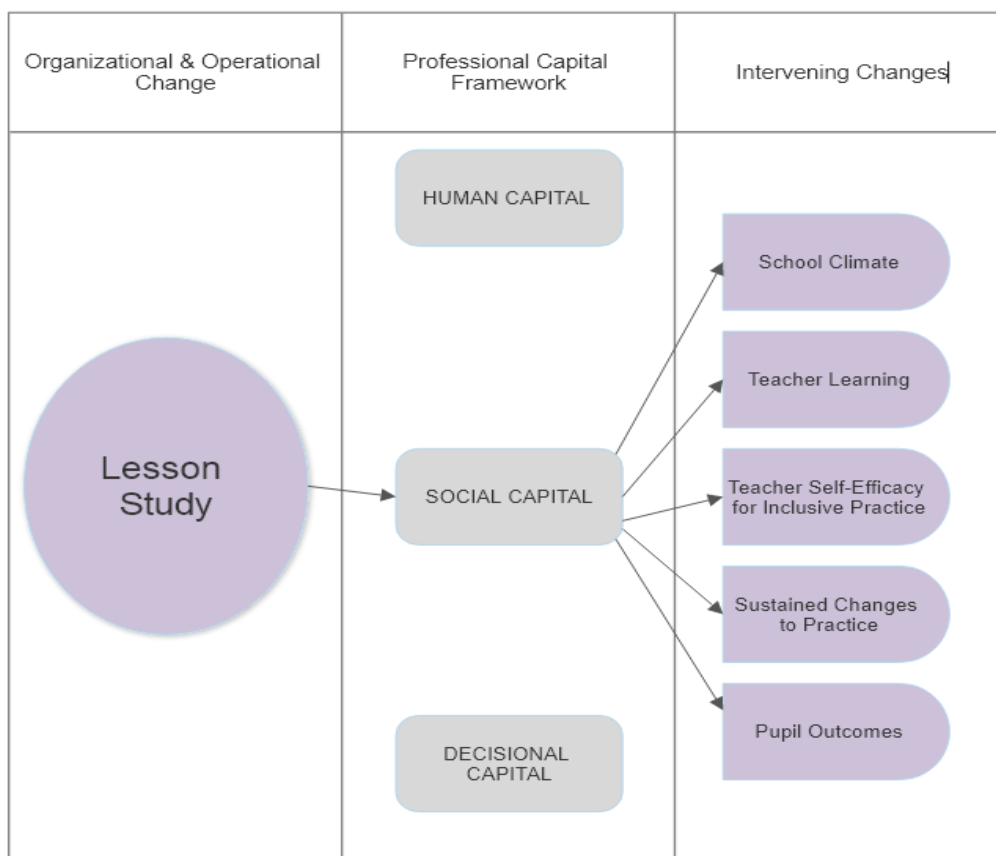 Organizational & Operational
Change
Professional Capital
Framework
Intervening Changes
HUMAN CAPITAL
School Climate
Teacher Learning
Lesson
Study
SOCIAL CAPITAL
Teacher Self-Efficacy
for Inclusive Practice
Sustained Changes
to Practice
DECISIONAL
CAPITAL
Pupil Outcomes